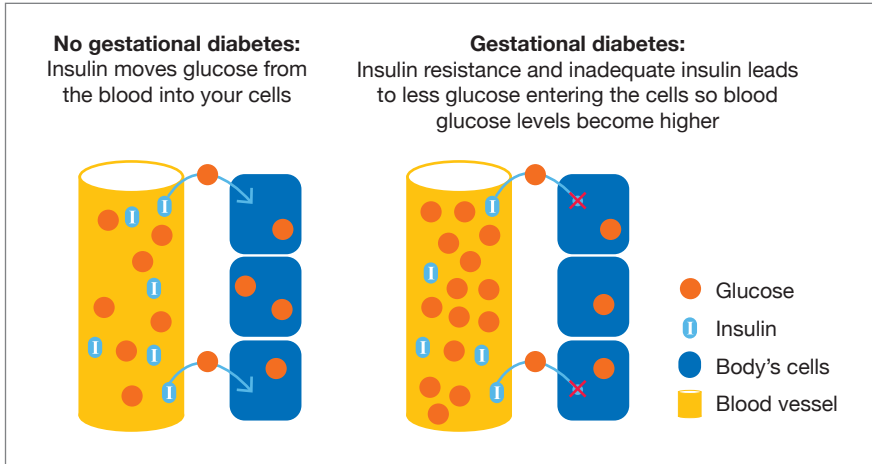 No gestational diabetes:
Insulin moves glucose from
the blood into your cells
Gestational diabetes:
Insulin resistance and inadequate insulin leads
to less glucose entering the cells so blood
glucose levels become higher
I
I
I
I
I
I
I
I
I
I
I
Glucose
I Insulin
Body's cells
Blood vessel